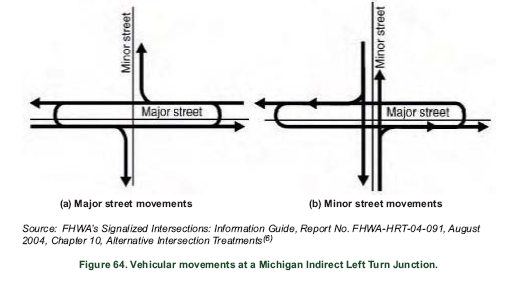 Minor street
Minor street
Major street
Major street
(a) Major street movements
(b) Minor street movements
Source: FHWA's Signalized Intersections: Information Guide, Report No. FHWA-HRT-04-091, August
2004, Chapter 10, Alternative Intersection Treatments(6)
Figure 64. Vehicular movements at a Michigan Indirect Left Turn Junction.